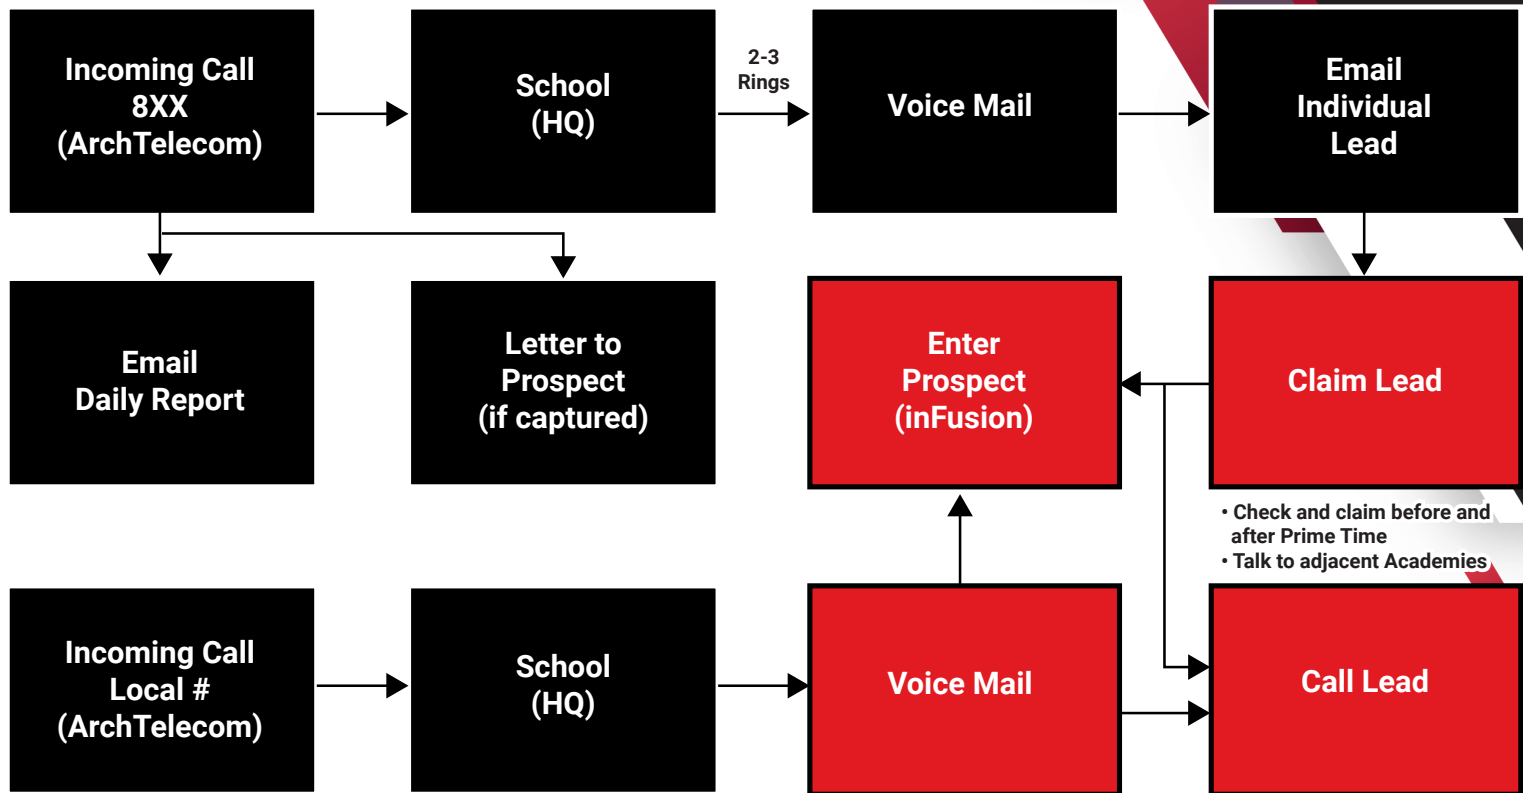 Incoming Call
8XX
(ArchTelecom)
School
(HQ)
2-3
Rings
Voice Mail
Email
Individual
Lead
Email
Daily Report
Letter to
Prospect
(if captured)
Enter
Prospect
(inFusion)
Claim Lead
• Check and claim before and
after Prime Time
• Talk to adjacent Academies
Incoming Call
Local #
(ArchTelecom)
School
(HQ)
Voice Mail
Call Lead